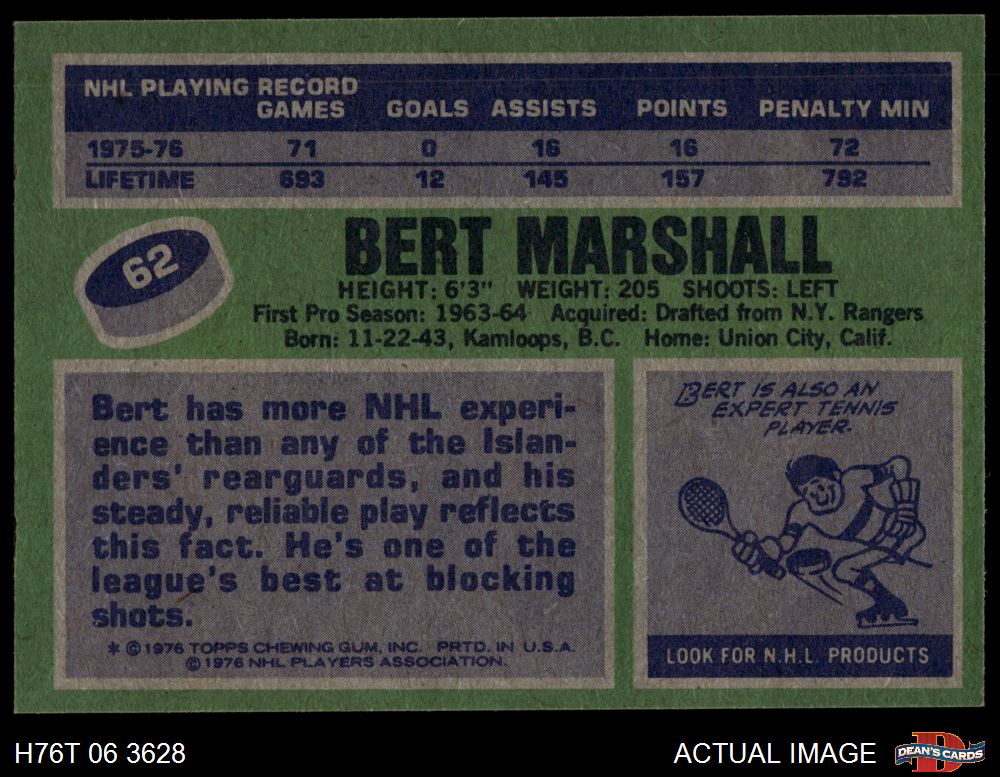 NHL PLAYING RECORD
GAMES GOALS ASSISTS POINTS PENALTY MIN
1975-76 71 0 16 16 72
LIFETIME 693 12 145 157 792
62
BERT MARSHALL
HEIGHT: 6'3" WEIGHT: 205 SHOOTS: LEFT
First Pro Season: 1963-64 Acquired: Drafted from N.Y. Rangers
Born: 11-22-43, Kamloops, B.C. Home: Union City, Calif.
Bert has more NHL experi-
ence than any of the Islan-
ders' rearguards, and his
steady, reliable play reflects
this fact. He's one of the
league's best at blocking
shots.
* © 1976 TOPPS CHEWING GUM, INC. PRTD. IN U.S.A.
© 1976 NHL PLAYERS ASSOCIATION.
BERT IS ALSO AN
EXPERT TENNIS
PLAYER.
LOOK FOR N.H.L. PRODUCTS
H76T 06 3628
ACTUAL IMAGE
D
DEAN'S CARDS